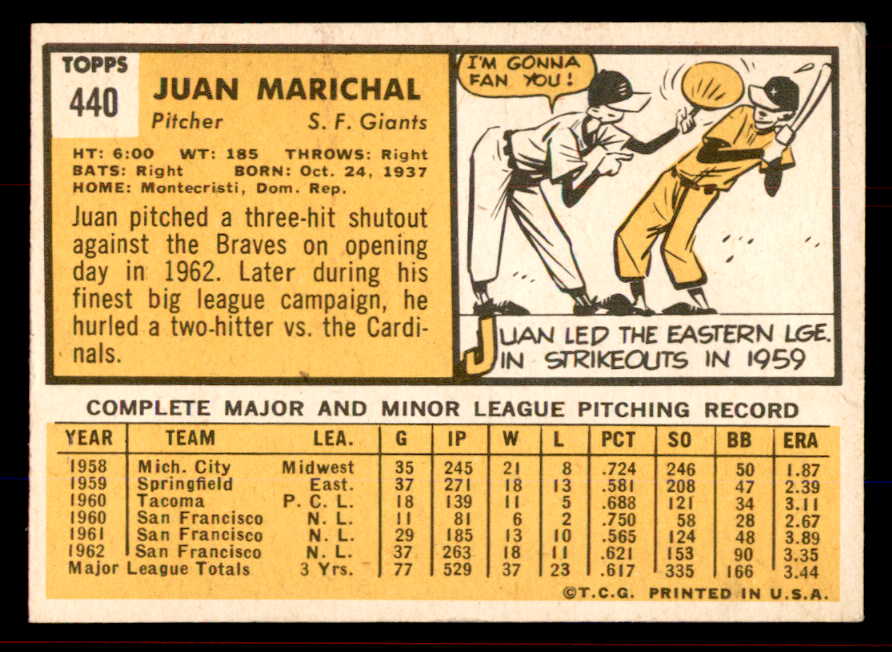 TOPPS
440
JUAN MARICHAL
Pitcher S. F. Giants
HT: 6:00 WT: 185 THROWS: Right
BATS: Right BORN: Oct. 24, 1937
HOME: Montecristi, Dom. Rep.
Juan pitched a three-hit shutout
against the Braves on opening
day in 1962. Later during his
finest big league campaign, he
hurled a two-hitter vs. the Cardi-
nals.
I'M GONNA
FAN YOU!
JUAN LED THE EASTERN LGE.
IN STRIKEOUTS IN 1959
COMPLETE MAJOR AND MINOR LEAGUE PITCHING RECORD
YEAR TEAM LEA. G IP W L PCT SO BB ERA
1958 Mich. City Midwest 35 245 21 8 .724 246 50 1.87
1959 Springfield East. 37 271 18 13 .581 208 47 2.39
1960 Tacoma P. C. L. 18 139 11 5 .688 121 34 3.11
1960 San Francisco N. L. 11 81 6 2 .750 58 28 2.67
1961 San Francisco N. L. 29 185 13 10 .565 124 48 3.89
1962 San Francisco N. L. 37 263 18 11 .621 153 90 3.35
Major League Totals 3 Yrs. 77 529 37 23 .617 335 166 3.44
©T.C.G. PRINTED IN U.S.A.